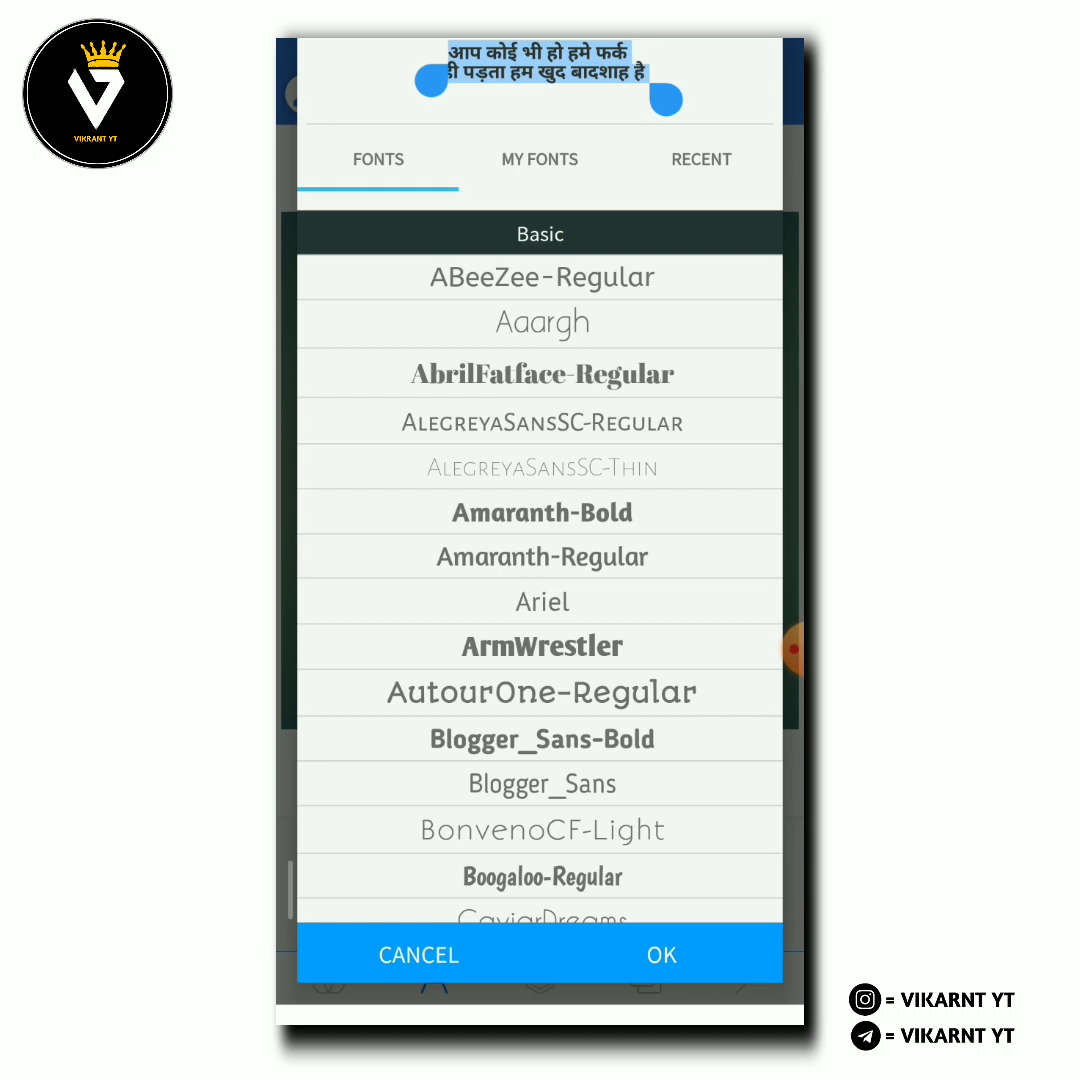 VIKRANT YT
आप कोई भी हो हमे फर्क
पड़ता हम खुद बादशाह है
FONTS
MY FONTS
RECENT
Basic
ABeeZee-Regular
Aaargh
AbrilFatface-Regular
AlegreyaSansSC-Regular
AlegreyaSansSC-Thin
Amaranth-Bold
Amaranth-Regular
Ariel
ArmWrestler
AutourOne-Regular
Blogger_Sans-Bold
Blogger_Sans
BonvenoCF-Light
Boogaloo-Regular
CaviarDreams
CANCEL
OK
= VIKARNT YT
= VIKARNT YT